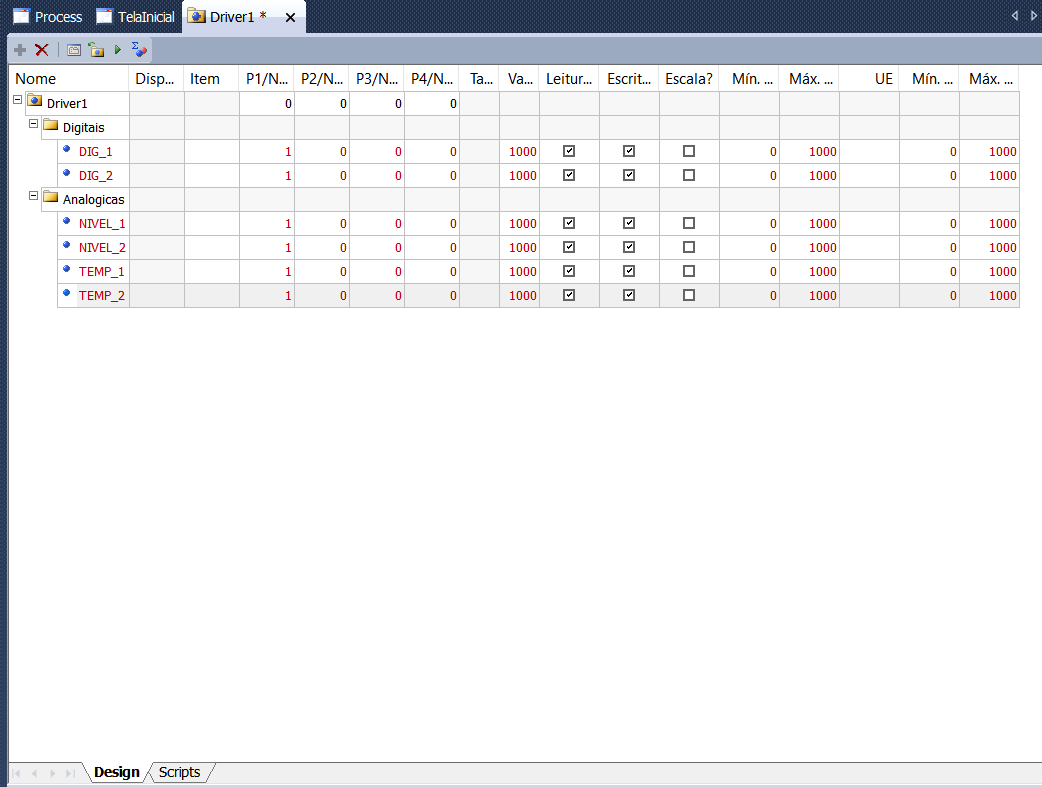 Process TelaInicial Driver1 *
Nome Disp... Item P1/N... P2/N... P3/N... P4/N... Ta... Va... Leitur... Escrit... Escala? Mín. ... Máx. ... UE Mín. ... Máx. ...
Driver1 0 0 0 0
Digitais
DIG_1 1 0 0 0 1000 0 1000 0 1000
DIG_2 1 0 0 0 1000 0 1000 0 1000
Analogicas
NIVEL_1 1 0 0 0 1000 0 1000 0 1000
NIVEL_2 1 0 0 0 1000 0 1000 0 1000
TEMP_1 1 0 0 0 1000 0 1000 0 1000
TEMP_2 1 0 0 0 1000 0 1000 0 1000
Design Scripts